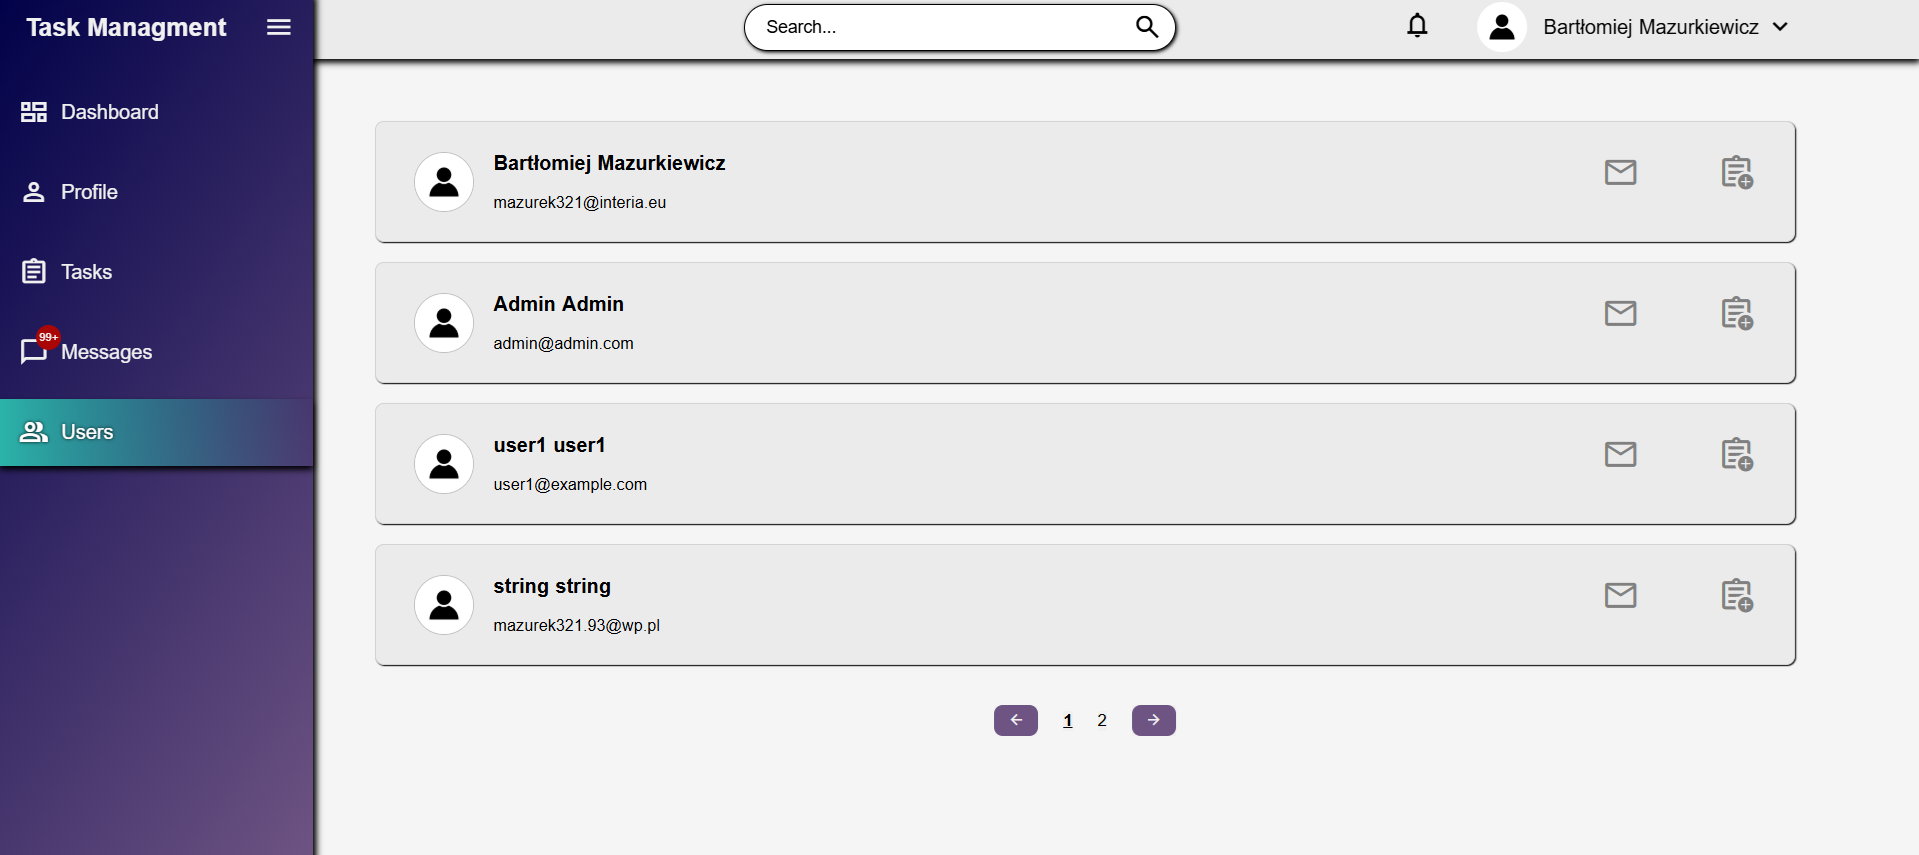 Task Managment
Search...
Bartłomiej Mazurkiewicz
Dashboard
Profile
Tasks
99+
Messages
Users
Bartłomiej Mazurkiewicz
mazurek321@interia.eu
Admin Admin
admin@admin.com
user1 user1
user1@example.com
string string
mazurek321.93@wp.pl
1 2